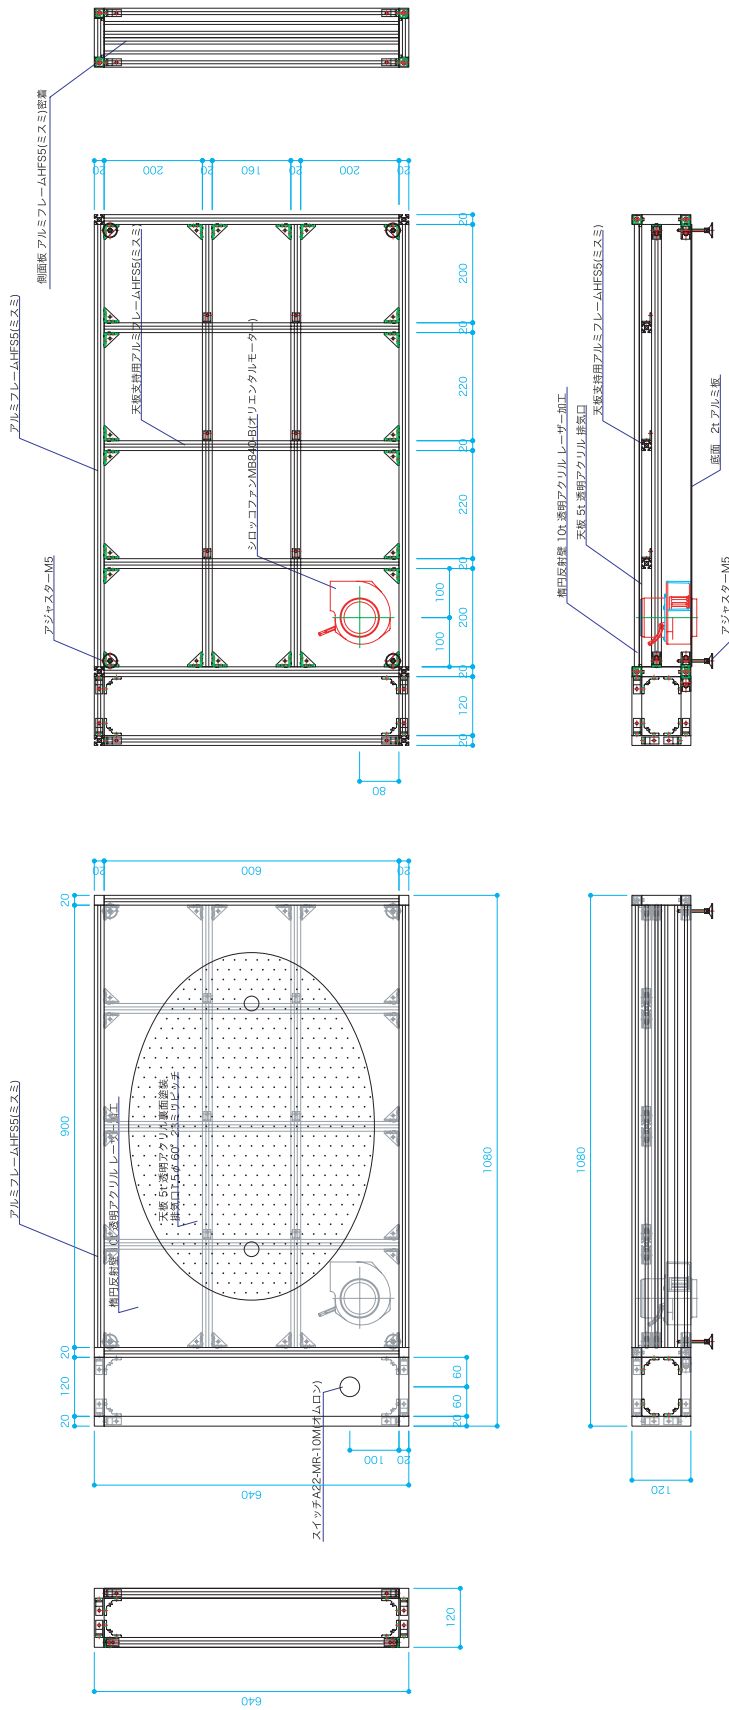 側面板 アルミフレームHFS5(ミスミ)密着
20
200
20
160
20
200
20
アルミフレームHFS5(ミスミ)
天板支持用アルミフレームHFS5(ミスミ)
シロッコファンMB840-B(オリエンタルモーター)
アジャスターM5
20
200
20
220
20
220
20
100
200
100
20
120
20
80
楕円反射壁 10t 透明アクリル レーザー加工
天板 5t 透明アクリル 排気口
天板支持用アルミフレームHFS5(ミスミ)
底面 2t アルミ板
アジャスターM5
20
600
20
20
900
20
120
20
アルミフレームHFS5(ミスミ)
楕円反射壁 10t 透明アクリル レーザー加工
天板 5t 透明アクリル裏面塗装
排気口1.5φ 60° 25ミリピッチ
1080
60
60
20
100
20
640
スイッチA22-MR-10M(オムロン)
1080
120
120
640